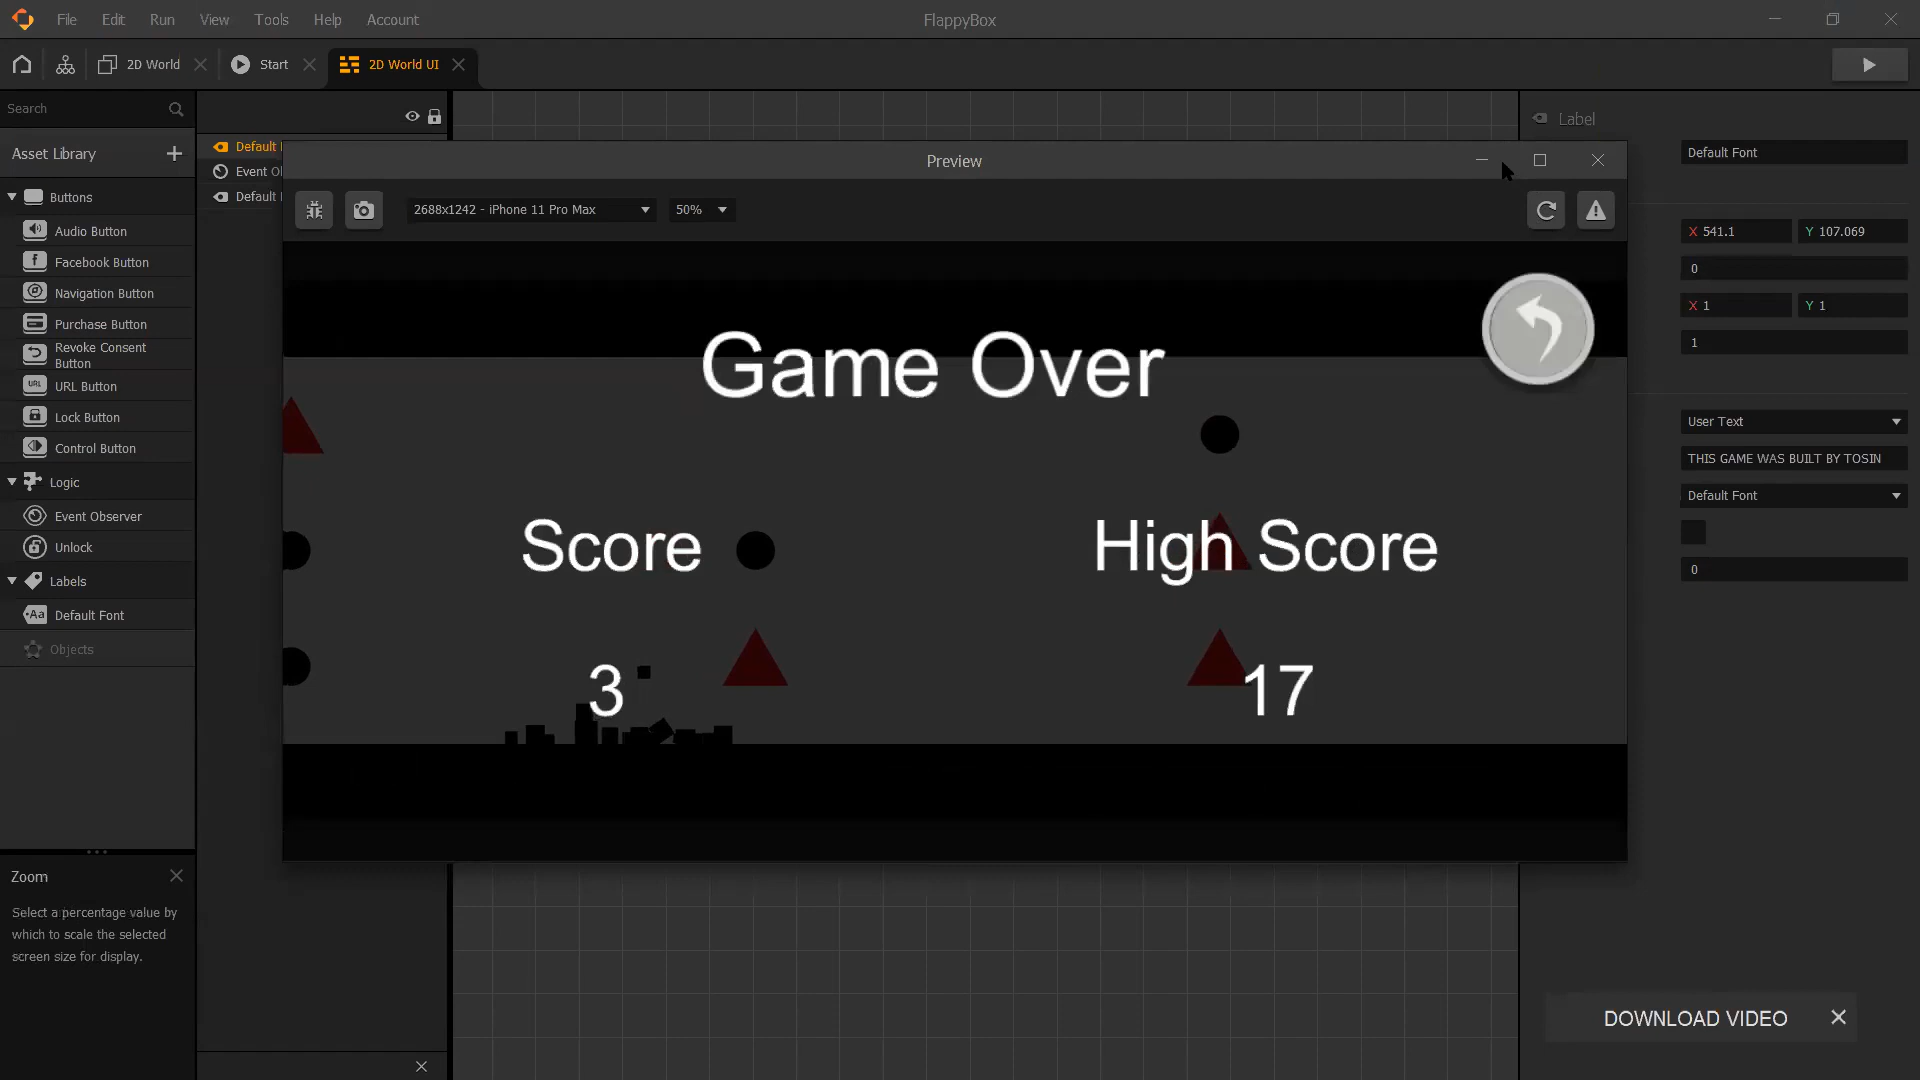 File Edit Run View Tools Help Account FlappyBox
2D World Start 2D World UI
Search
Asset Library
Buttons
Audio Button
Facebook Button
Navigation Button
Purchase Button
Revoke Consent
Button
URL Button
Lock Button
Control Button
Logic
Event Observer
Unlock
Labels
Default Font
Objects
Zoom
Select a percentage value by
which to scale the selected
screen size for display.
Default
Event O
Default
Preview
2688x1242 - iPhone 11 Pro Max 50%
Game Over
Score High Score
3 17
Label
Default Font
X 541.1 Y 107.069
0
X 1 Y 1
1
User Text
THIS GAME WAS BUILT BY TOSIN
Default Font
0
DOWNLOAD VIDEO